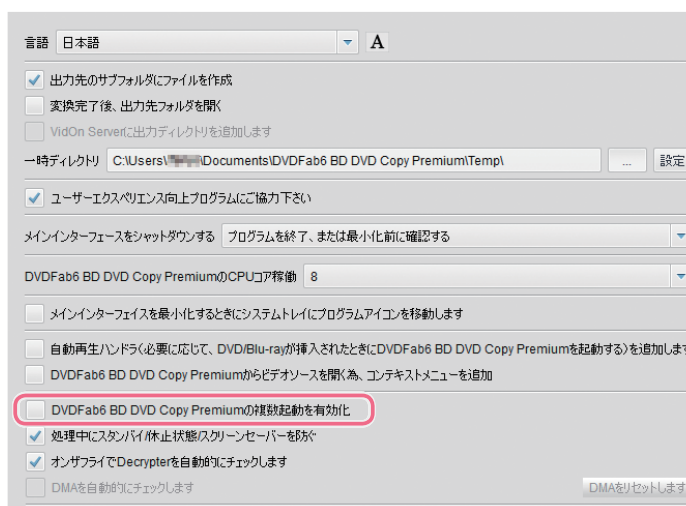 言語 日本語 A
出力先のサブフォルダにファイルを作成
変換完了後、出力先フォルダを開く
VidOn Serverに出力ディレクトリを追加します
一時ディレクトリ C:\Users\ \Documents\DVDFab6 BD DVD Copy Premium\Temp\ ... 設定
ユーザーエクスペリエンス向上プログラムにご協力下さい
メインインターフェースをシャットダウンする プログラムを終了、または最小化前に確認する
DVDFab6 BD DVD Copy PremiumのCPUコア稼働 8
メインインターフェイスを最小化するときにシステムトレイにプログラムアイコンを移動します
自動再生ハンドラ(必要に応じて、DVD/Blu-rayが挿入されたときにDVDFab6 BD DVD Copy Premiumを起動する)を追加します
DVDFab6 BD DVD Copy Premiumからビデオソースを開く為、コンテキストメニューを追加
DVDFab6 BD DVD Copy Premiumの複数起動を有効化
処理中にスタンバイ/休止状態/スクリーンセーバーを防ぐ
オンザフライでDecrypterを自動的にチェックします
DMAを自動的にチェックします DMAをリセットします